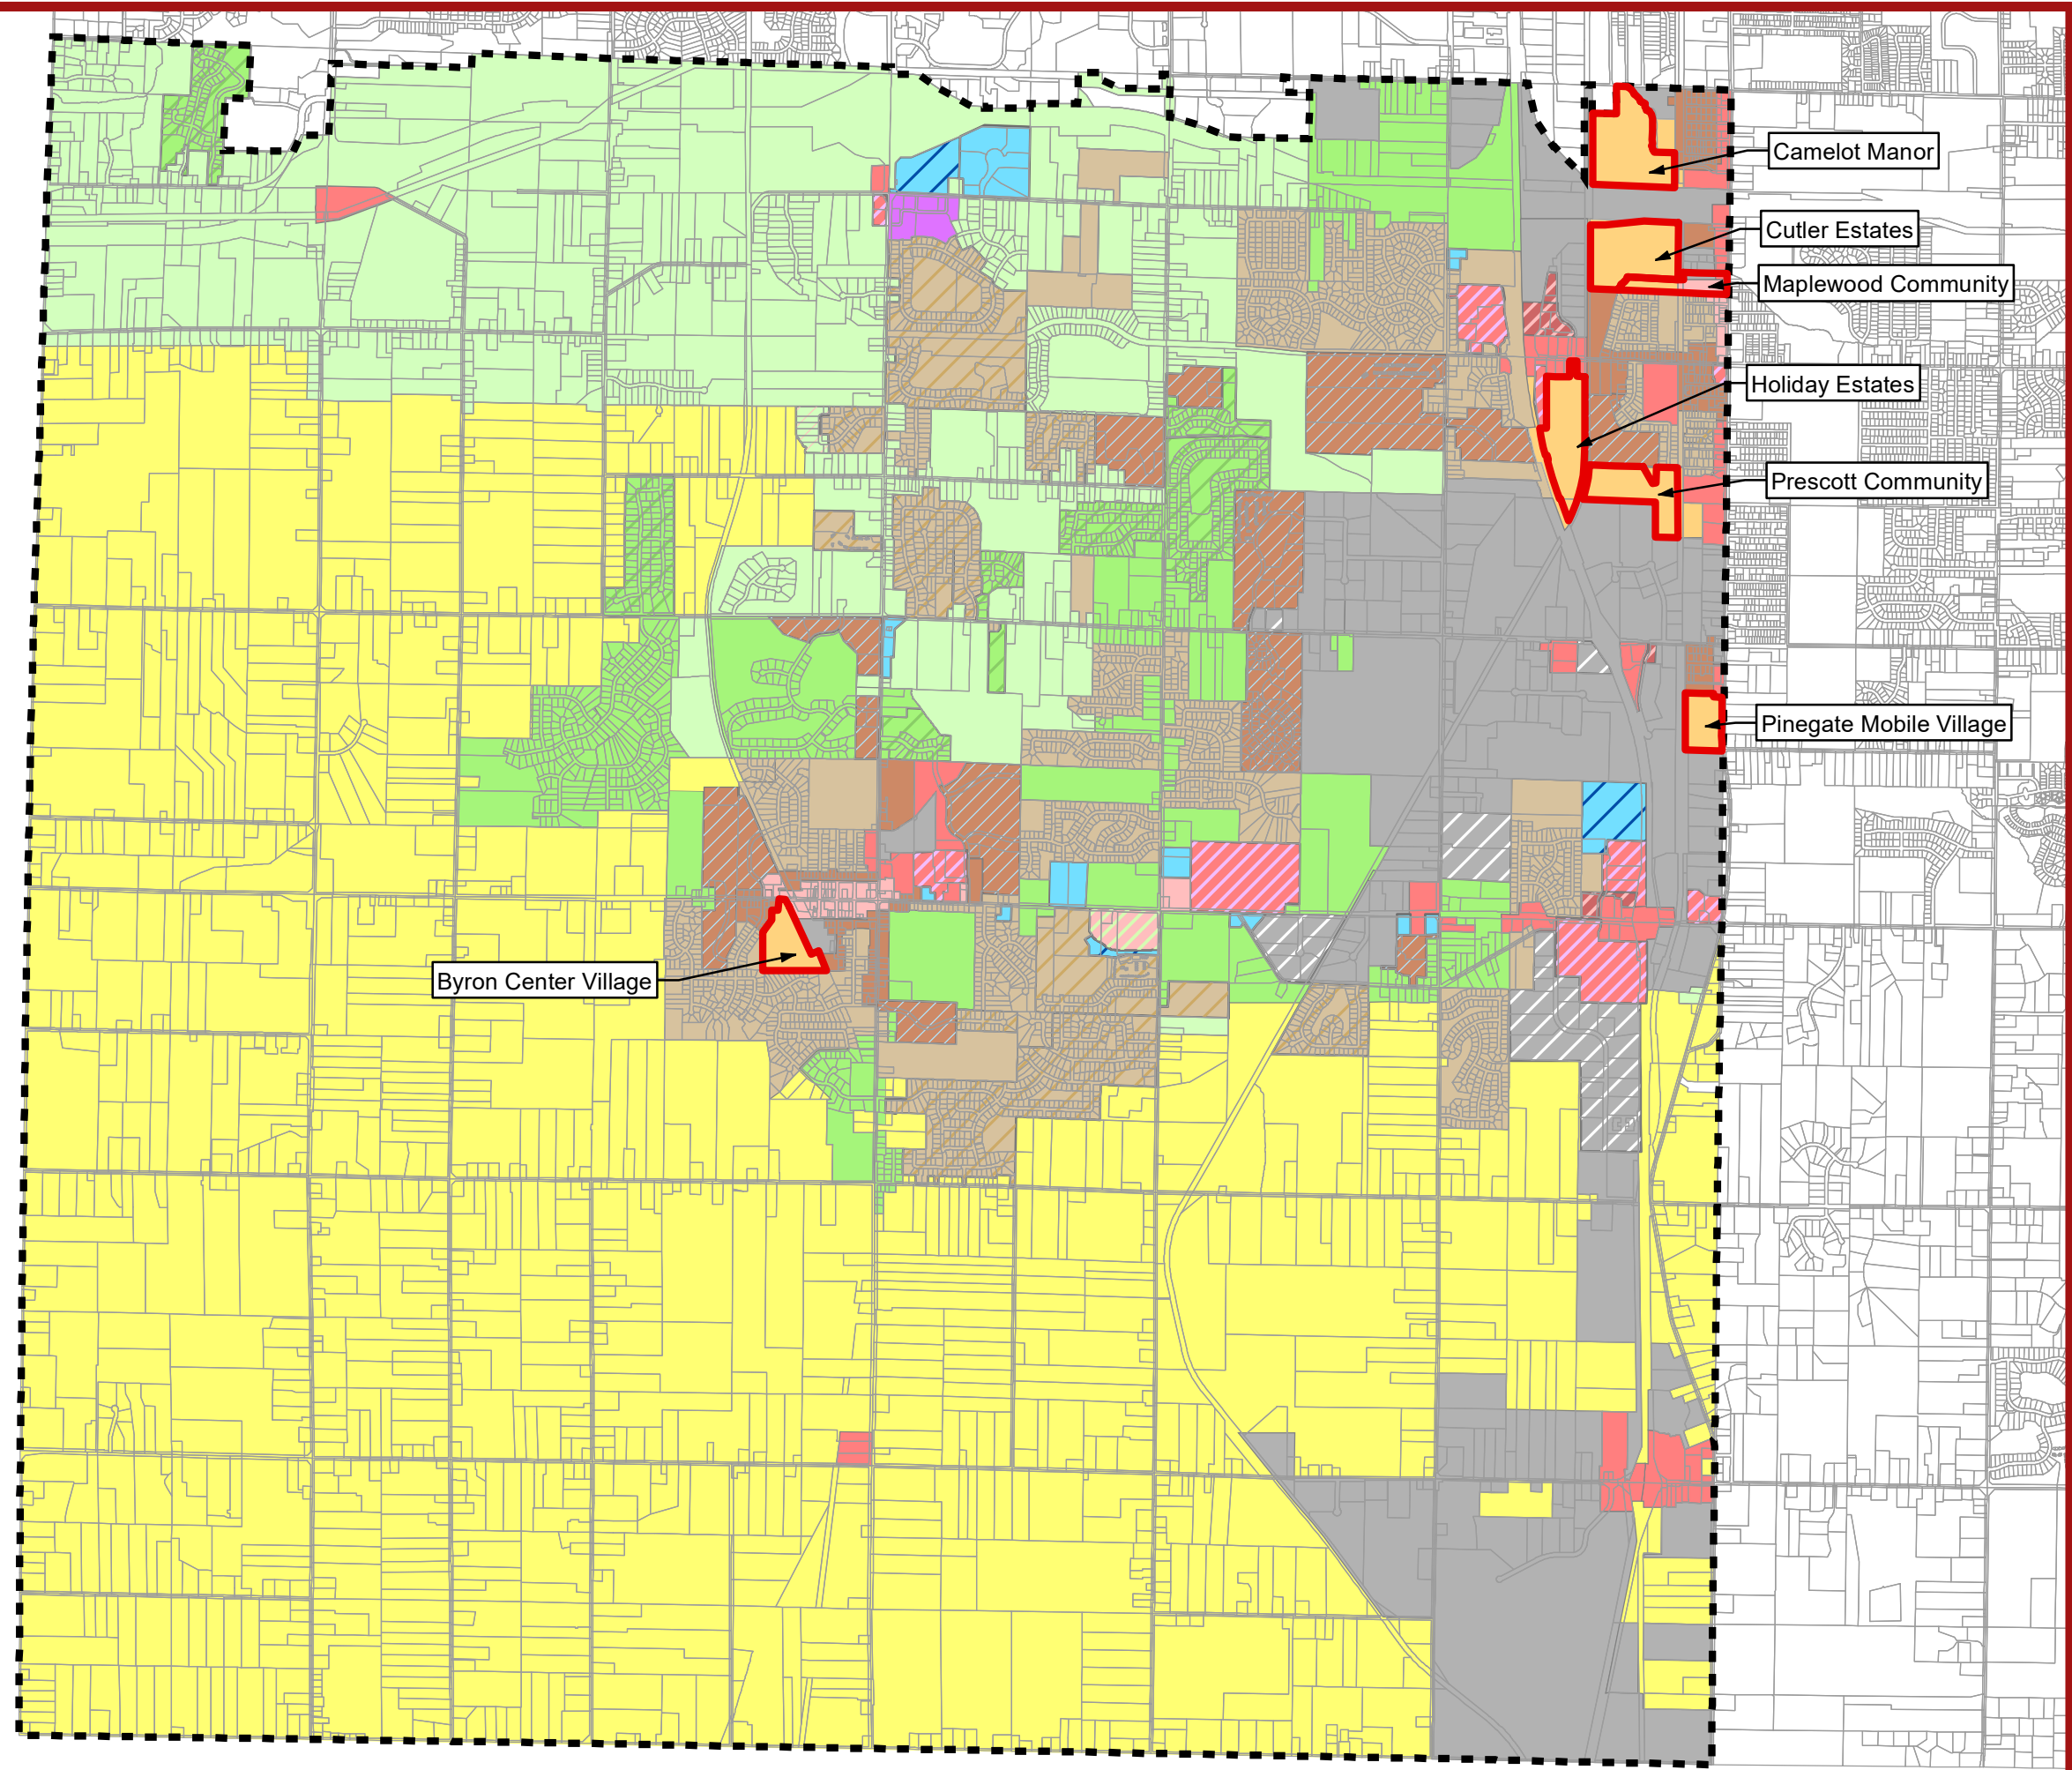 Camelot Manor
Cutler Estates
Maplewood Community
Holiday Estates
Prescott Community
Pinegate Mobile Village
Byron Center Village